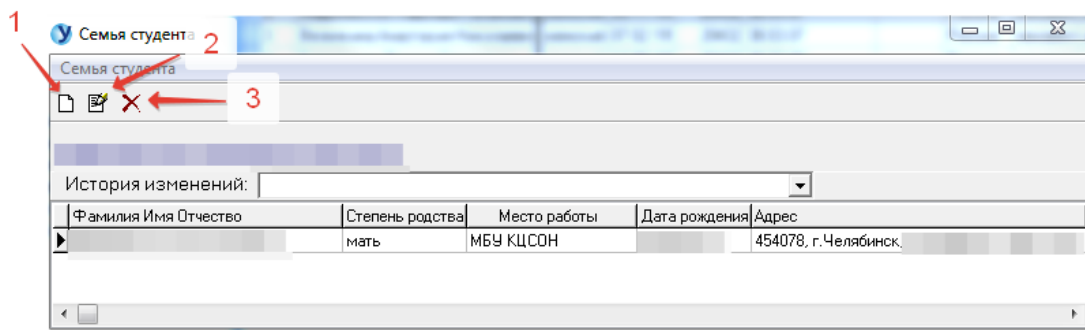 1
Семья студента
2
Семья студента
3
История изменений:
Фамилия Имя Отчество Степень родства Место работы Дата рождения Адрес
мать МБУ КЦСОН 454078, г.Челябинск,